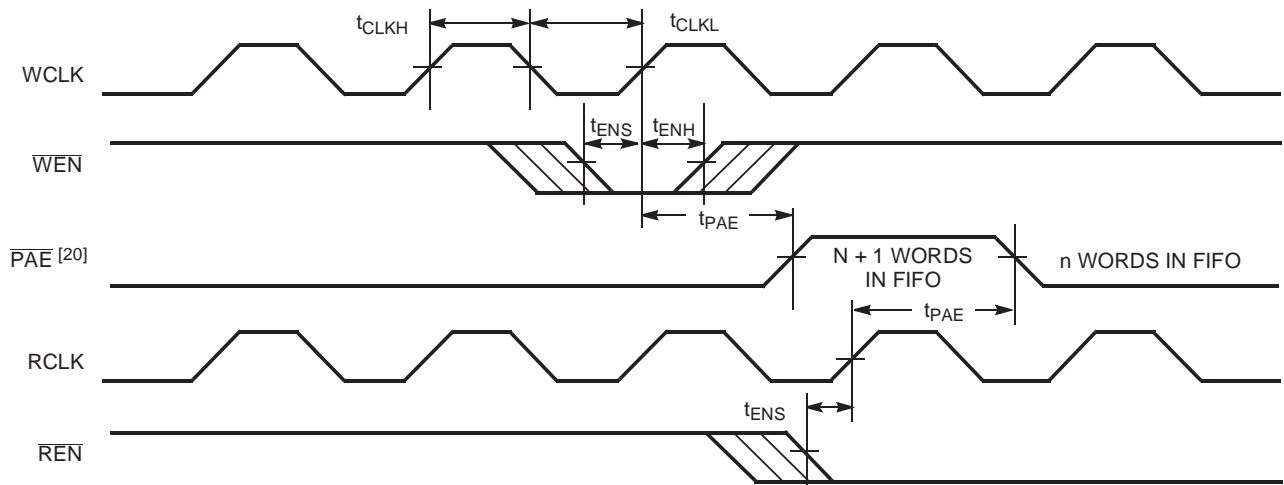 tCLKH
tCLKL
WCLK
tENS
tENH
WEN
tPAE
PAE [20]
N + 1 WORDS
IN FIFO
n WORDS IN FIFO
tPAE
RCLK
tENS
REN